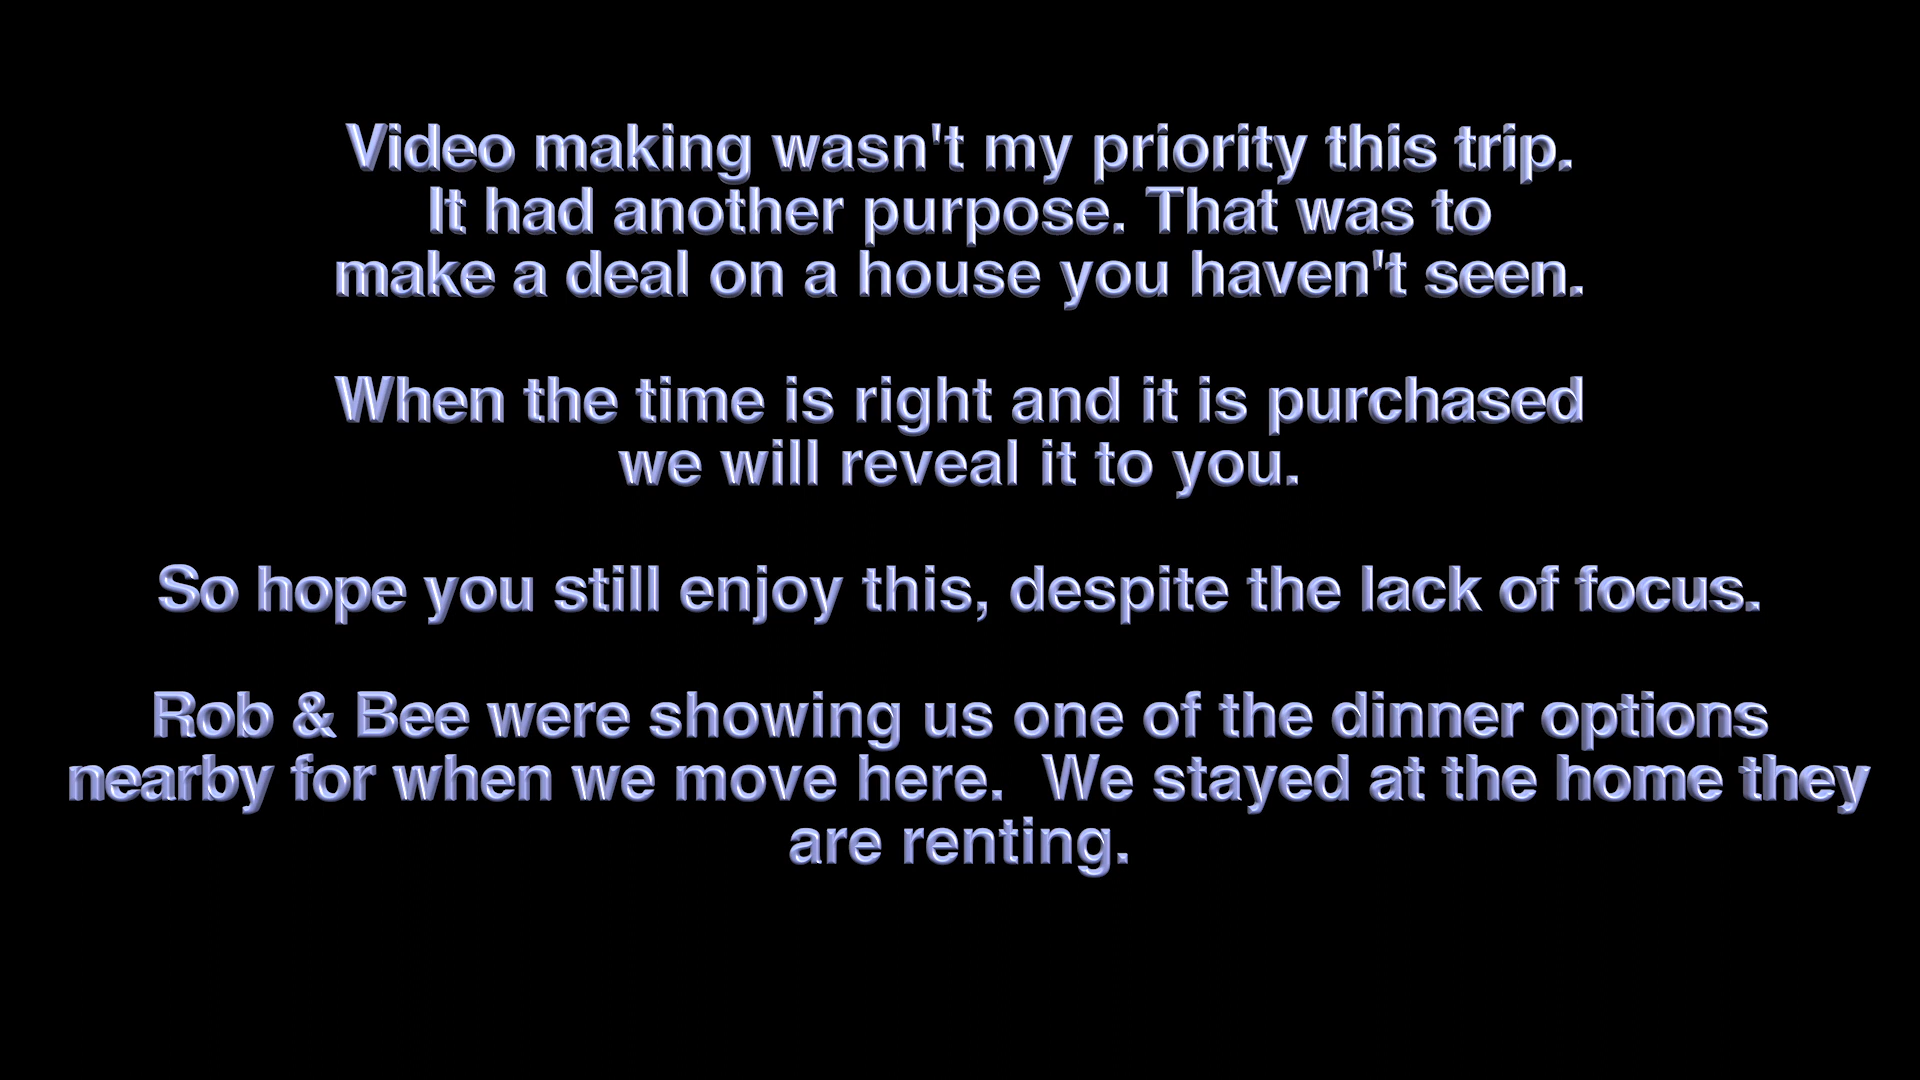 Video making wasn't my priority this trip.
It had another purpose. That was to
make a deal on a house you haven't seen.
When the time is right and it is purchased
we will reveal it to you.
So hope you still enjoy this, despite the lack of focus.
Rob & Bee were showing us one of the dinner options
nearby for when we move here.  We stayed at the home they
are renting.